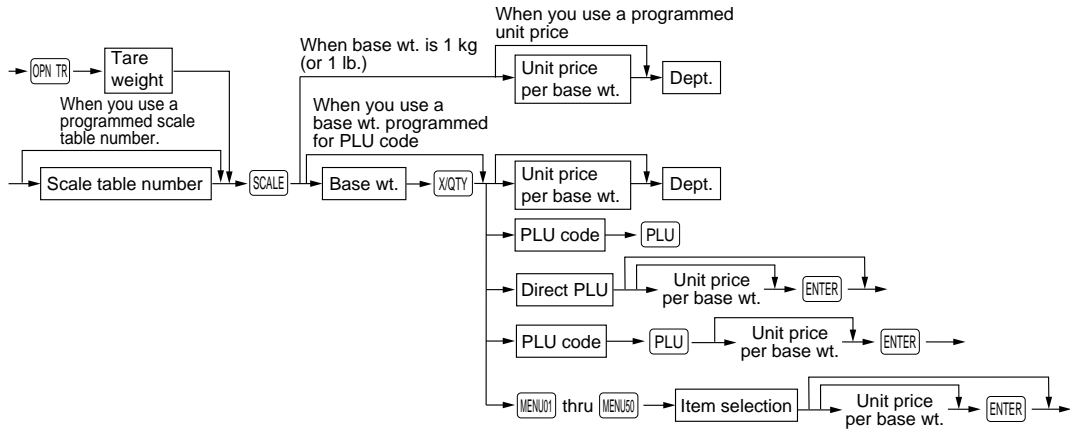 When you use a programmed
unit price
When base wt. is 1 kg
(or 1 lb.)
OPN TR
Tare
weight
Unit price
per base wt.
Dept.
When you use a
programmed scale
table number.
When you use a
base wt. programmed
for PLU code
Scale table number
SCALE
Base wt.
X/QTY
Unit price
per base wt.
Dept.
PLU code
PLU
Direct PLU
Unit price
per base wt.
ENTER
PLU code
PLU
Unit price
per base wt.
ENTER
MENU01 thru MENU50
Item selection
Unit price
per base wt.
ENTER